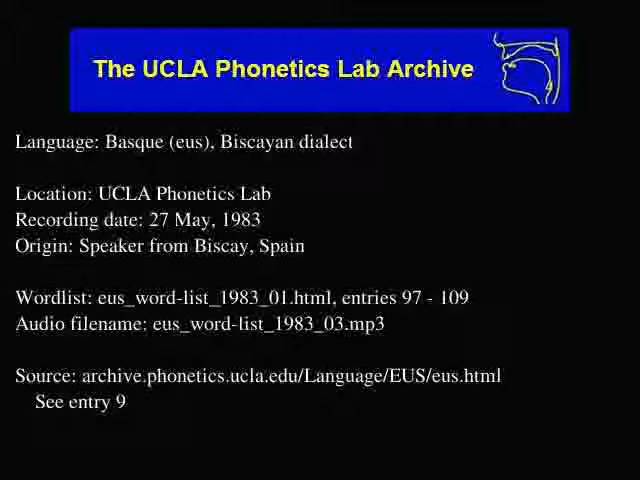 The UCLA Phonetics Lab Archive
Language: Basque (eus), Biscayan dialect
Location: UCLA Phonetics Lab
Recording date: 27 May, 1983
Origin: Speaker from Biscay, Spain
Wordlist: eus_word-list_1983_01.html, entries 97 - 109
Audio filename: eus_word-list_1983_03.mp3
Source: archive.phonetics.ucla.edu/Language/EUS/eus.html
See entry 9